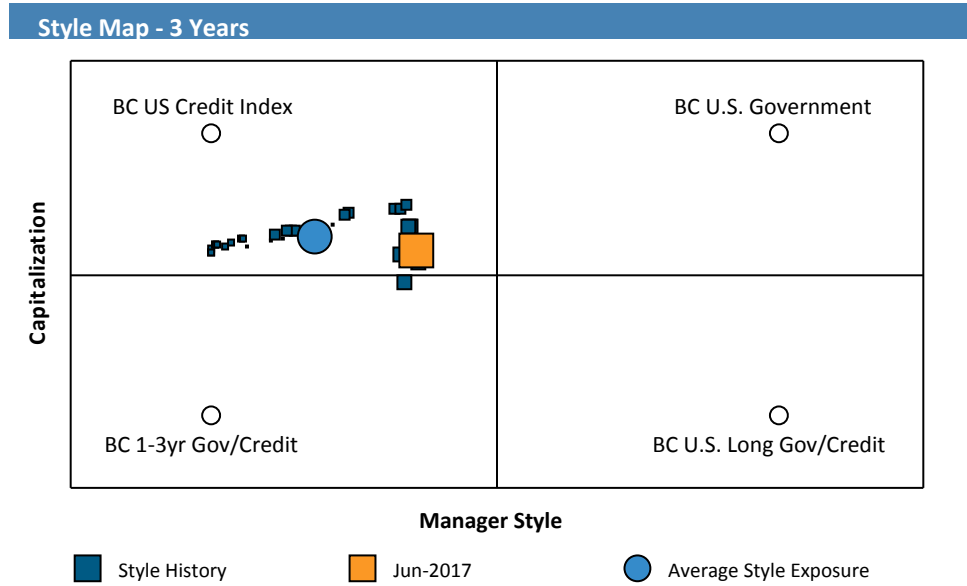 Style Map - 3 Years
BC US Credit Index
BC U.S. Government
Capitalization
BC 1-3yr Gov/Credit
BC U.S. Long Gov/Credit
Manager Style
Style History
Jun-2017
Average Style Exposure